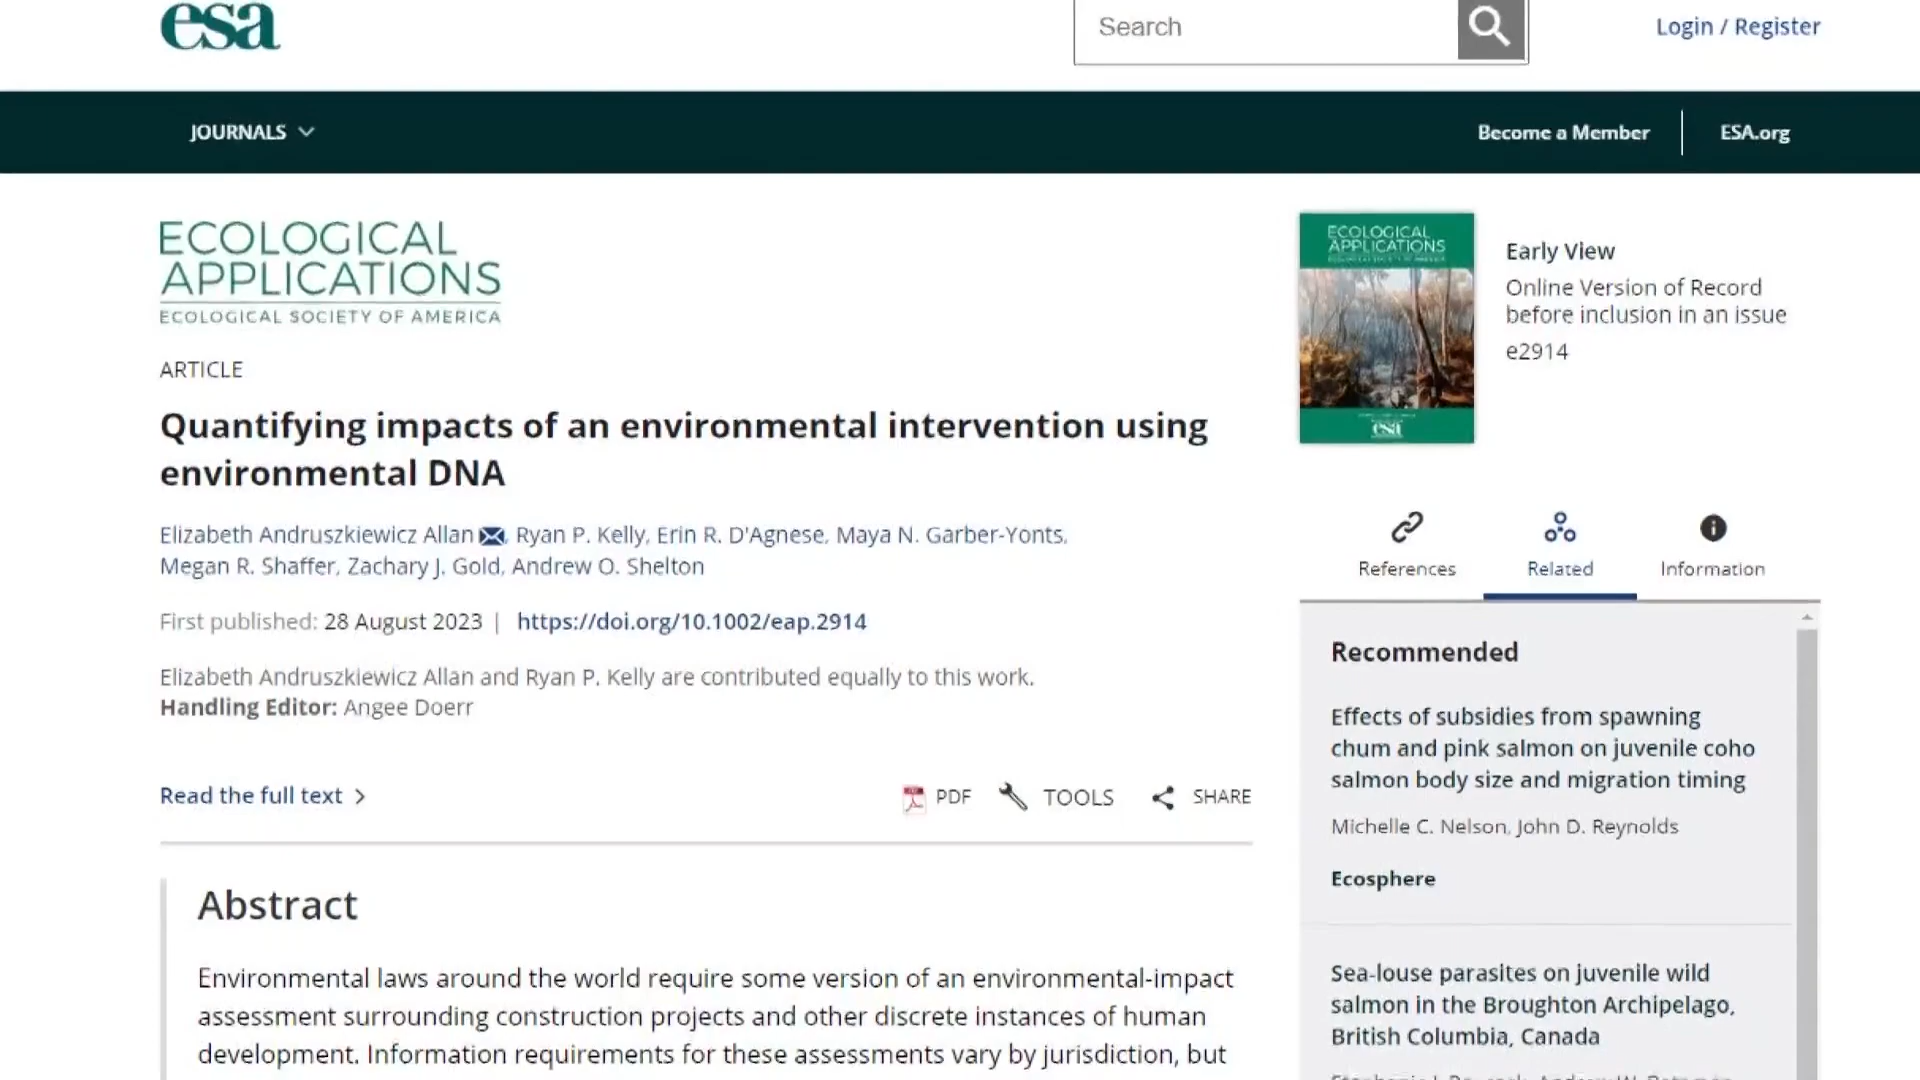 esa
Search
Login / Register
JOURNALS
Become a Member
ESA.org
ECOLOGICAL
APPLICATIONS
ECOLOGICAL SOCIETY OF AMERICA
ARTICLE
Quantifying impacts of an environmental intervention using
environmental DNA
Elizabeth Andruszkiewicz Allan, Ryan P. Kelly, Erin R. D'Agnese, Maya N. Garber-Yonts,
Megan R. Shaffer, Zachary J. Gold, Andrew O. Shelton
First published: 28 August 2023 | https://doi.org/10.1002/eap.2914
Elizabeth Andruszkiewicz Allan and Ryan P. Kelly are contributed equally to this work.
Handling Editor: Angee Doerr
Read the full text
PDF
TOOLS
SHARE
Abstract
Environmental laws around the world require some version of an environmental-impact
assessment surrounding construction projects and other discrete instances of human
development. Information requirements for these assessments vary by jurisdiction, but
ECOLOGICAL
APPLICATIONS
esa
Early View
Online Version of Record
before inclusion in an issue
e2914
References
Related
Information
Recommended
Effects of subsidies from spawning
chum and pink salmon on juvenile coho
salmon body size and migration timing
Michelle C. Nelson, John D. Reynolds
Ecosphere
Sea-louse parasites on juvenile wild
salmon in the Broughton Archipelago,
British Columbia, Canada